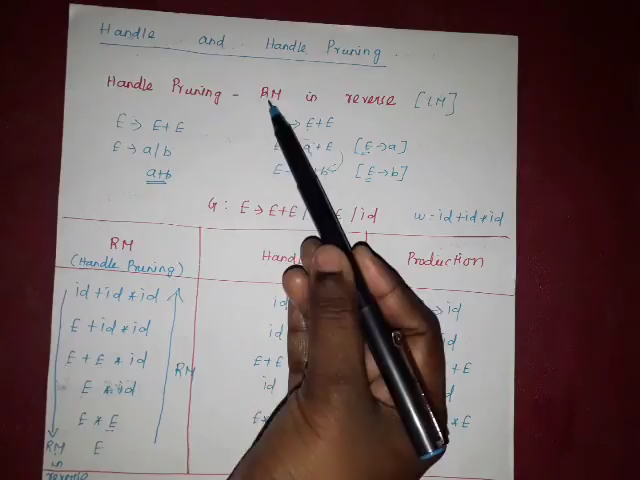 Handle and Handle Pruning.
Handle Pruning - RM in reverse [LM]
E → E+E → E+E
E → a/b a + E [E→a]
a+b E +b [E→b]
G: E → E+E / E /id w = id+id*id
RM Hand Production
(Handle Pruning)
id +id *id id → id
E +id *id id id
E + E * id E+E + E
E * id id
E * E E* * E
E
RM
RM
in
reverse